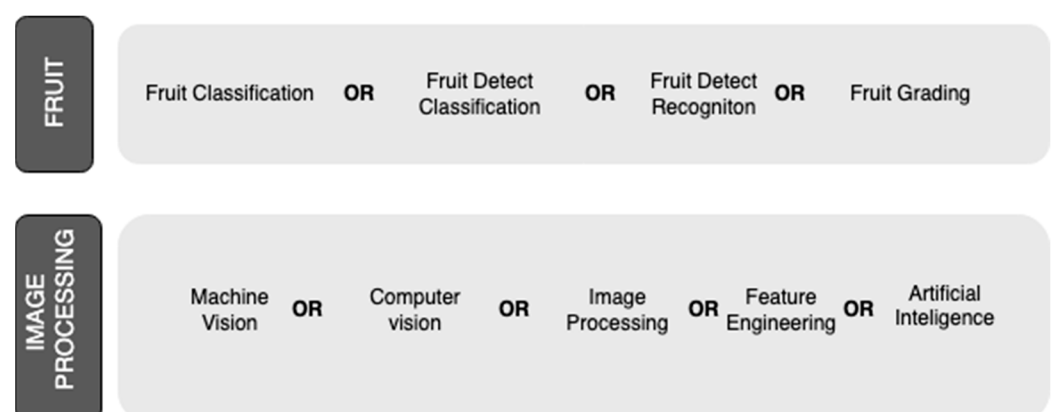 FRUIT
Fruit Classification OR Fruit Detect Classification OR Fruit Detect Recogniton OR Fruit Grading
IMAGE PROCESSING
Machine Vision OR Computer vision OR Image Processing OR Feature Engineering OR Artificial Inteligence